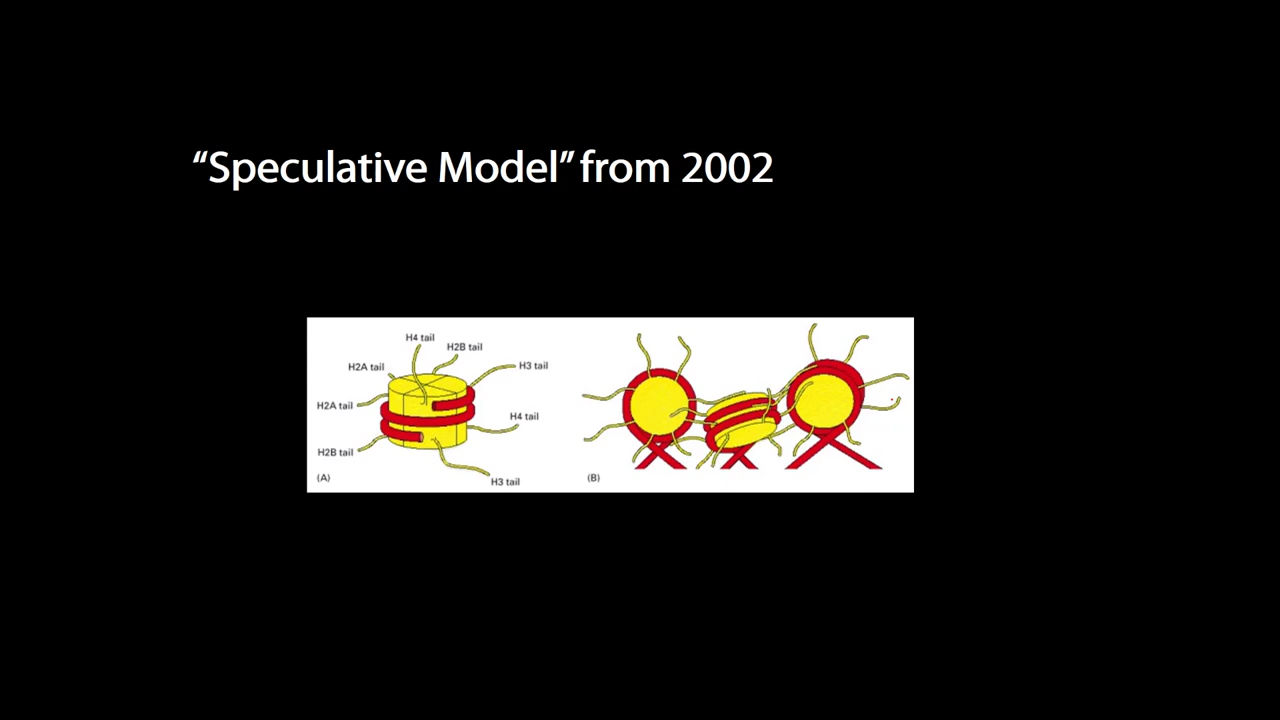 “Speculative Model” from 2002
H4 tail
H2B tail
H2A tail
H3 tail
H2A tail
H4 tail
H2B tail
H3 tail
(A)
(B)